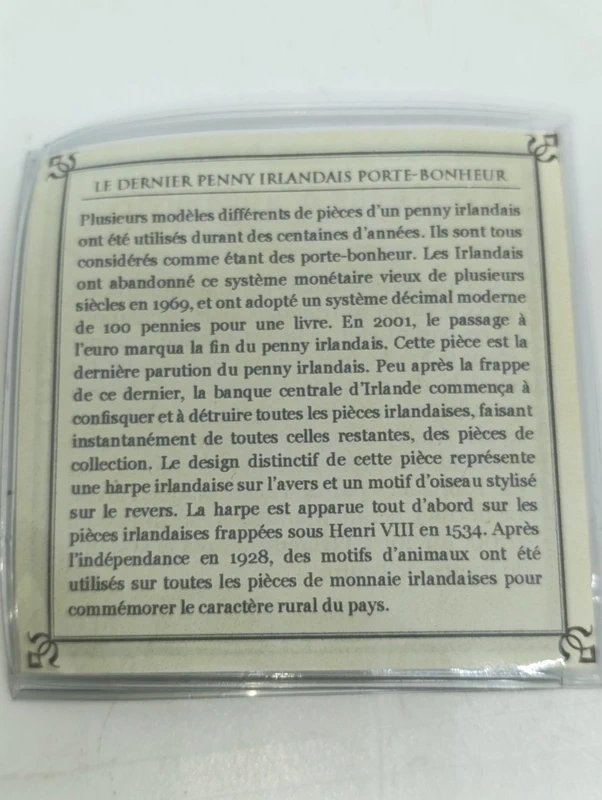 LE DERNIER PENNY IRLANDAIS PORTE-BONHEUR
Plusieurs modèles différents de pièces d'un penny irlandais
ont été utilisés durant des centaines d'années. Ils sont tous
considérés comme étant des porte-bonheur. Les Irlandais
ont abandonné ce système monétaire vieux de plusieurs
siècles en 1969, et ont adopté un système décimal moderne
de 100 pennies pour une livre. En 2001, le passage à
l'euro marqua la fin du penny irlandais. Cette pièce est la
dernière parution du penny irlandais. Peu après la frappe
de ce dernier, la banque centrale d'Irlande commença à
confisquer et à détruire toutes les pièces irlandaises, faisant
instantanément de toutes celles restantes, des pièces de
collection. Le design distinctif de cette pièce représente
une harpe irlandaise sur l'avers et un motif d'oiseau stylisé
sur le revers. La harpe est apparue tout d'abord sur les
pièces irlandaises frappées sous Henri VIII en 1534. Après
l'indépendance en 1928, des motifs d'animaux ont été
utilisés sur toutes les pièces de monnaie irlandaises pour
commémorer le caractère rural du pays.